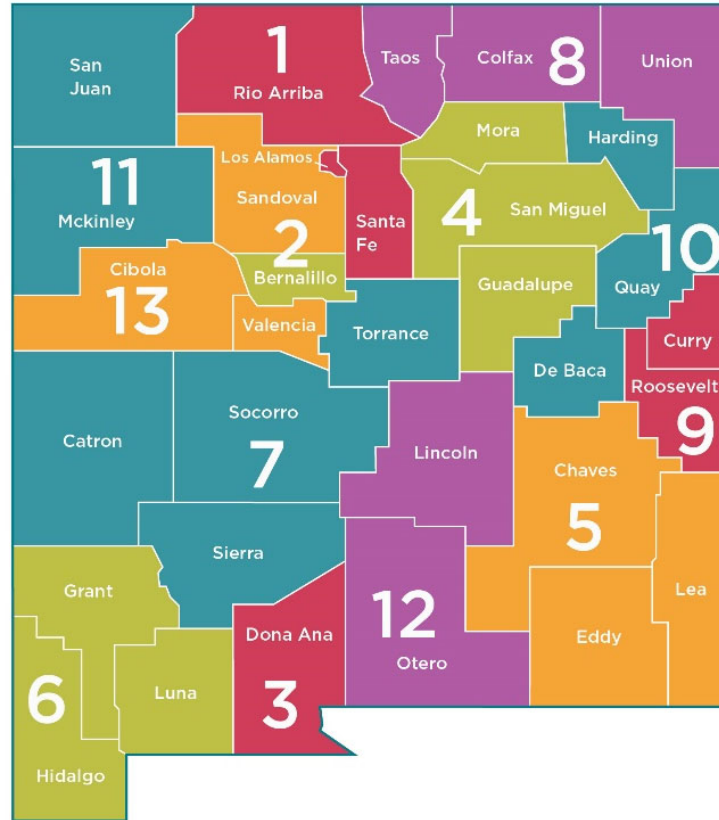 San
Juan
1
Rio Arriba
Taos
Colfax
8
Union
Mora
Harding
Los Alamos
11
Mckinley
Sandoval
2
Santa
Fe
4
San Miguel
10
Cibola
13
Bernalillo
Guadalupe
Quay
Valencia
Torrance
Curry
De Baca
Roosevelt
9
Catron
Socorro
7
Lincoln
Chaves
5
Sierra
Grant
Lea
12
Otero
Dona Ana
3
Eddy
Luna
6
Hidalgo